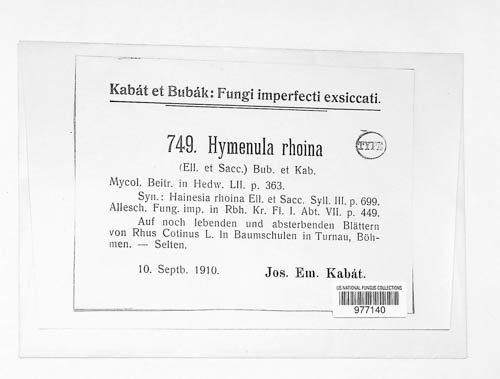 Kabát et Bubák: Fungi imperfecti exsiccati.
749. Hymenula rhoina
TYPE
(Ell. et Sacc.) Bub. et Kab.
Mycol. Beitr. in Hedw. LII. p. 363.
Syn.: Hainesia rhoina Ell. et Sacc. Syll. III. p. 699.
Allesch. Fung. imp. in Rbh. Kr. Fl. I. Abt. VII. p. 449.
Auf noch lebenden und absterbenden Blättern
von Rhus Cotinus L. In Baumschulen in Turnau, Böh-
men. — Selten.
10. Septb. 1910. Jos. Em. Kabát.
US NATIONAL FUNGUS COLLECTIONS
977140